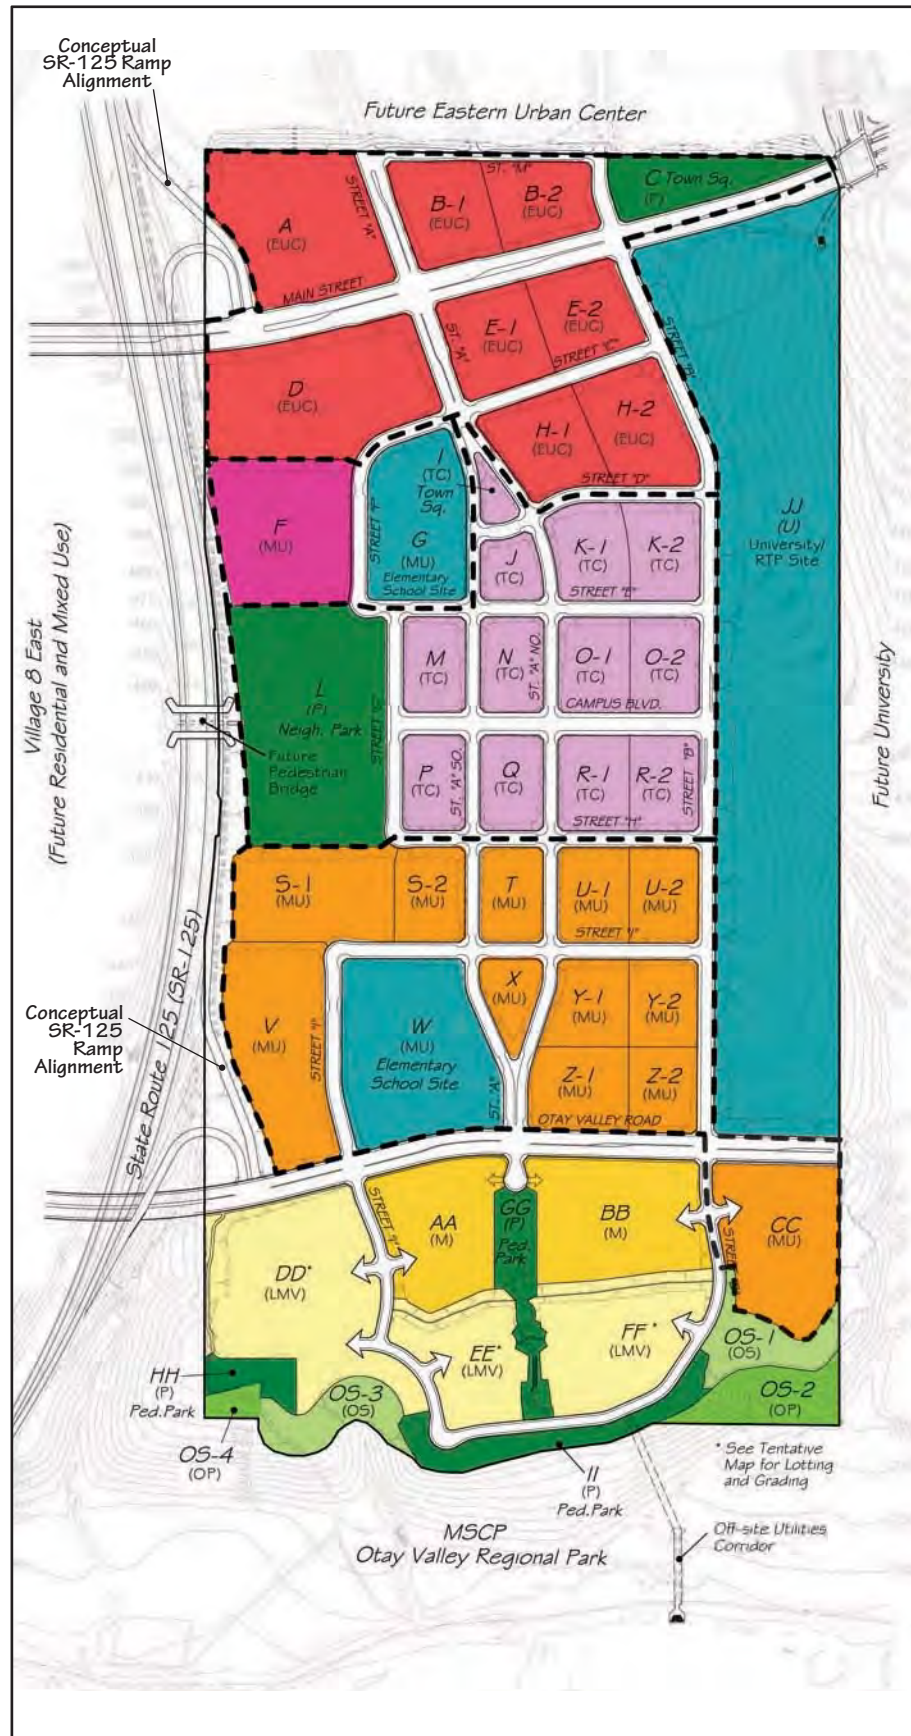 Conceptual
SR-125 Ramp
Alignment
Future Eastern Urban Center
C Town Sq.
(P)
ST. "M"
STREET "A"
A
(EUC)
B-1
(EUC)
B-2
(EUC)
MAIN STREET
E-1
(EUC)
E-2
(EUC)
ST. "A"
STREET "C"
STREET "B"
D
(EUC)
H-1
(EUC)
H-2
(EUC)
STREET "D"
I
(TC)
Town
Sq.
F
(MU)
STREET "F"
G
(MU)
Elementary
School Site
J
(TC)
K-1
(TC)
K-2
(TC)
STREET "E"
JJ
(U)
University/
RTP Site
Village 8 East
(Future Residential and Mixed Use)
Future University
L
(P)
Neigh. Park
STREET "G"
Future
Pedestrian
Bridge
M
(TC)
N
(TC)
ST. "A" NO.
O-1
(TC)
O-2
(TC)
CAMPUS BLVD.
P
(TC)
ST. "A" SO.
Q
(TC)
R-1
(TC)
R-2
(TC)
STREET "B"
STREET "H"
S-1
(MU)
S-2
(MU)
T
(MU)
U-1
(MU)
U-2
(MU)
STREET "I"
State Route 125 (SR-125)
Conceptual
SR-125
Ramp
Alignment
V
(MU)
W
(MU)
Elementary
School Site
ST. "A"
X
(MU)
Y-1
(MU)
Y-2
(MU)
Z-1
(MU)
Z-2
(MU)
OTAY VALLEY ROAD
AA
(M)
GG
(P)
Ped.
Park
BB
(M)
CC
(MU)
DD*
(LMV)
EE*
(LMV)
FF*
(LMV)
OS-1
(OS)
OS-2
(OP)
HH
(P)
Ped.Park
OS-3
(OS)
OS-4
(OP)
II
(P)
Ped.Park
* See Tentative
Map for Lotting
and Grading
MSCP
Otay Valley Regional Park
Off-site Utilities
Corridor